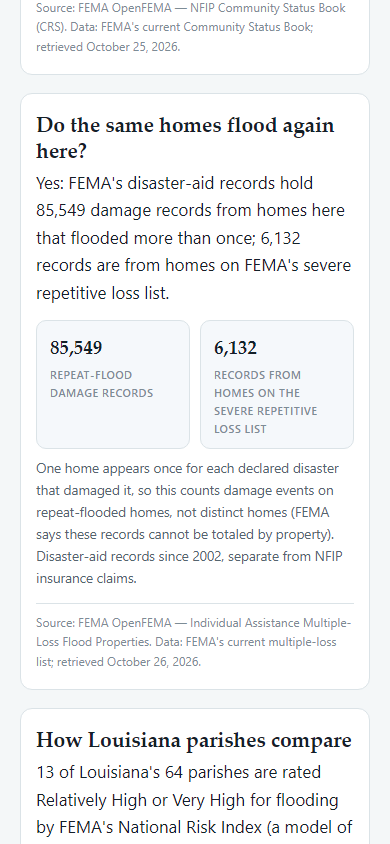 Source: FEMA OpenFEMA — NFIP Community Status Book
(CRS). Data: FEMA's current Community Status Book;
retrieved October 25, 2026.
Do the same homes flood again
here?
Yes: FEMA's disaster-aid records hold
85,549 damage records from homes here
that flooded more than once; 6,132
records are from homes on FEMA's severe
repetitive loss list.
85,549
REPEAT-FLOOD
DAMAGE RECORDS
6,132
RECORDS FROM
HOMES ON THE
SEVERE REPETITIVE
LOSS LIST
One home appears once for each declared disaster
that damaged it, so this counts damage events on
repeat-flooded homes, not distinct homes (FEMA
says these records cannot be totaled by property).
Disaster-aid records since 2002, separate from NFIP
insurance claims.
Source: FEMA OpenFEMA — Individual Assistance Multiple-
Loss Flood Properties. Data: FEMA's current multiple-loss
list; retrieved October 26, 2026.
How Louisiana parishes compare
13 of Louisiana's 64 parishes are rated
Relatively High or Very High for flooding
by FEMA's National Risk Index (a model of